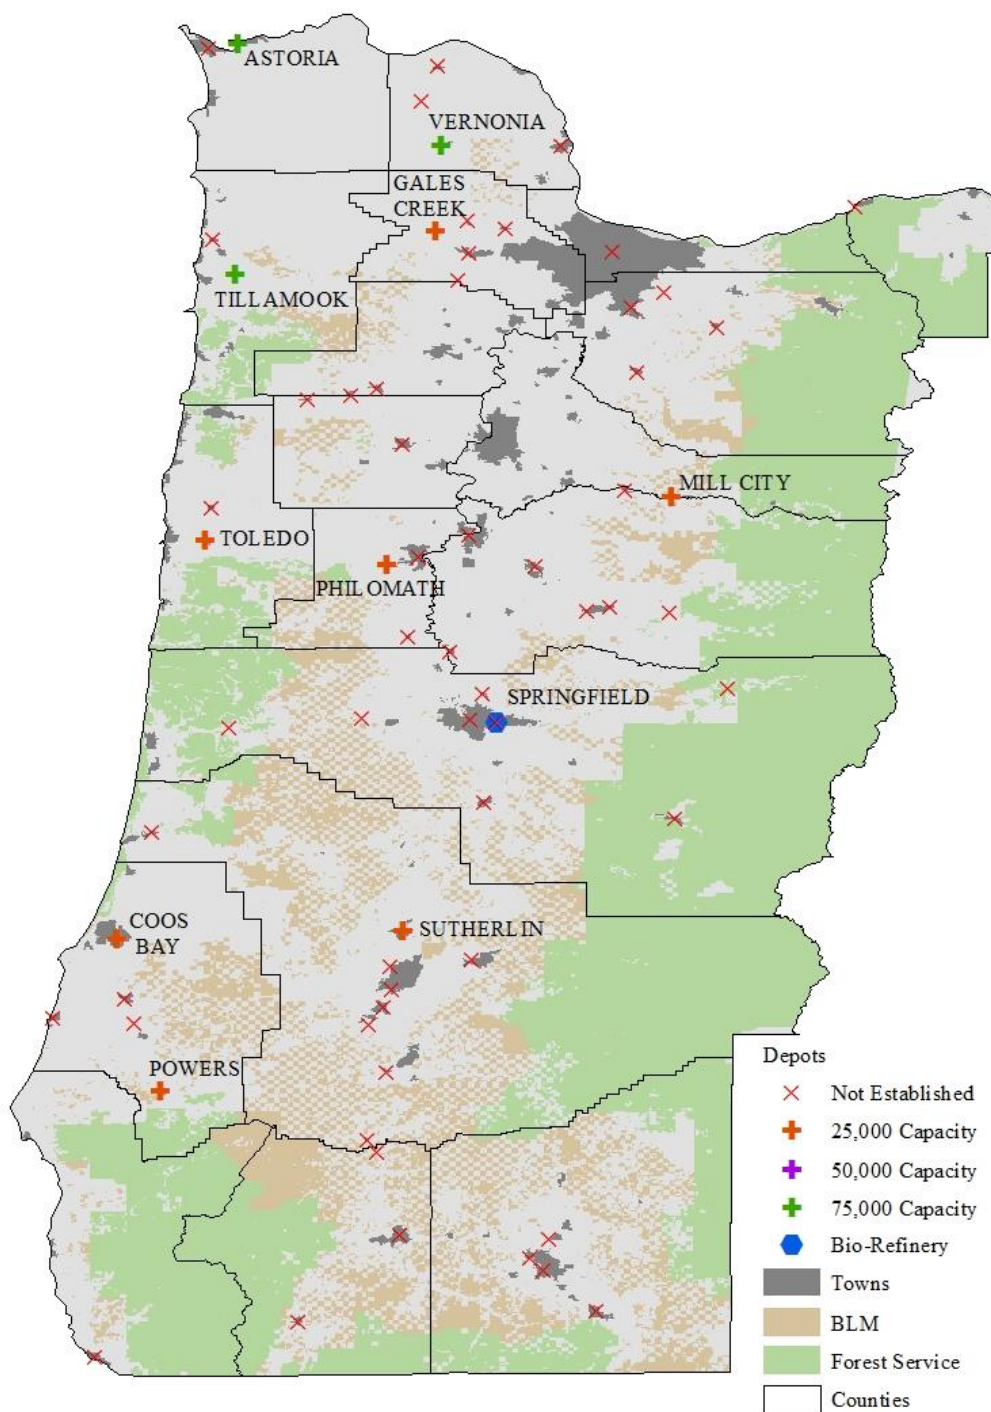 ASTORIA
VERNONIA
GALES
CREEK
TILLAMOOK
MILL CITY
TOLEDO
PHILOMATH
SPRINGFIELD
COOS
BAY
SUTHERLIN
POWERS
Depots
Not Established
25,000 Capacity
50,000 Capacity
75,000 Capacity
Bio-Refinery
Towns
BLM
Forest Service
Counties